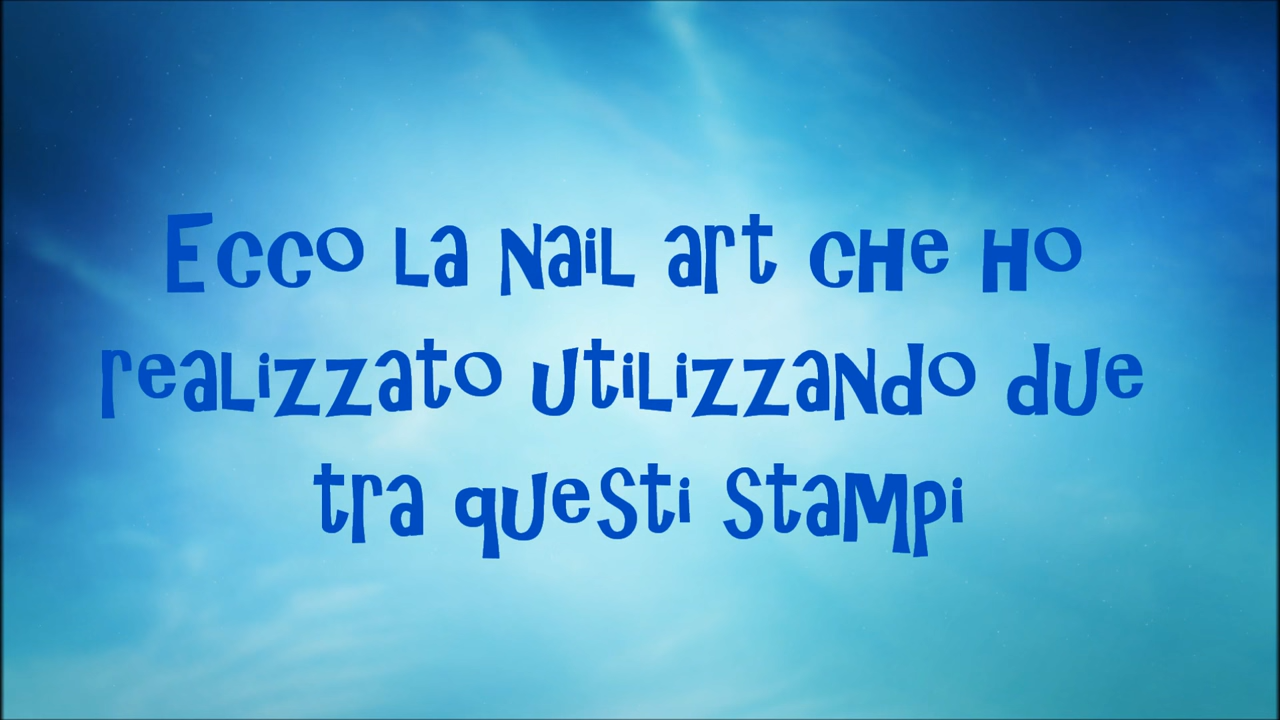 Ecco la nail art che ho
realizzato utilizzando due
tra questi stampi